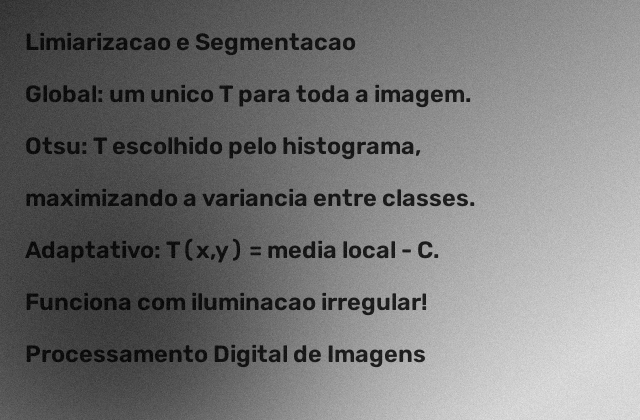 Limiarizacao e Segmentacao
Global: um unico T para toda a imagem.
Otsu: T escolhido pelo histograma,
maximizando a variancia entre classes.
Adaptativo: T(x,y) = media local - C.
Funciona com iluminacao irregular!
Processamento Digital de Imagens